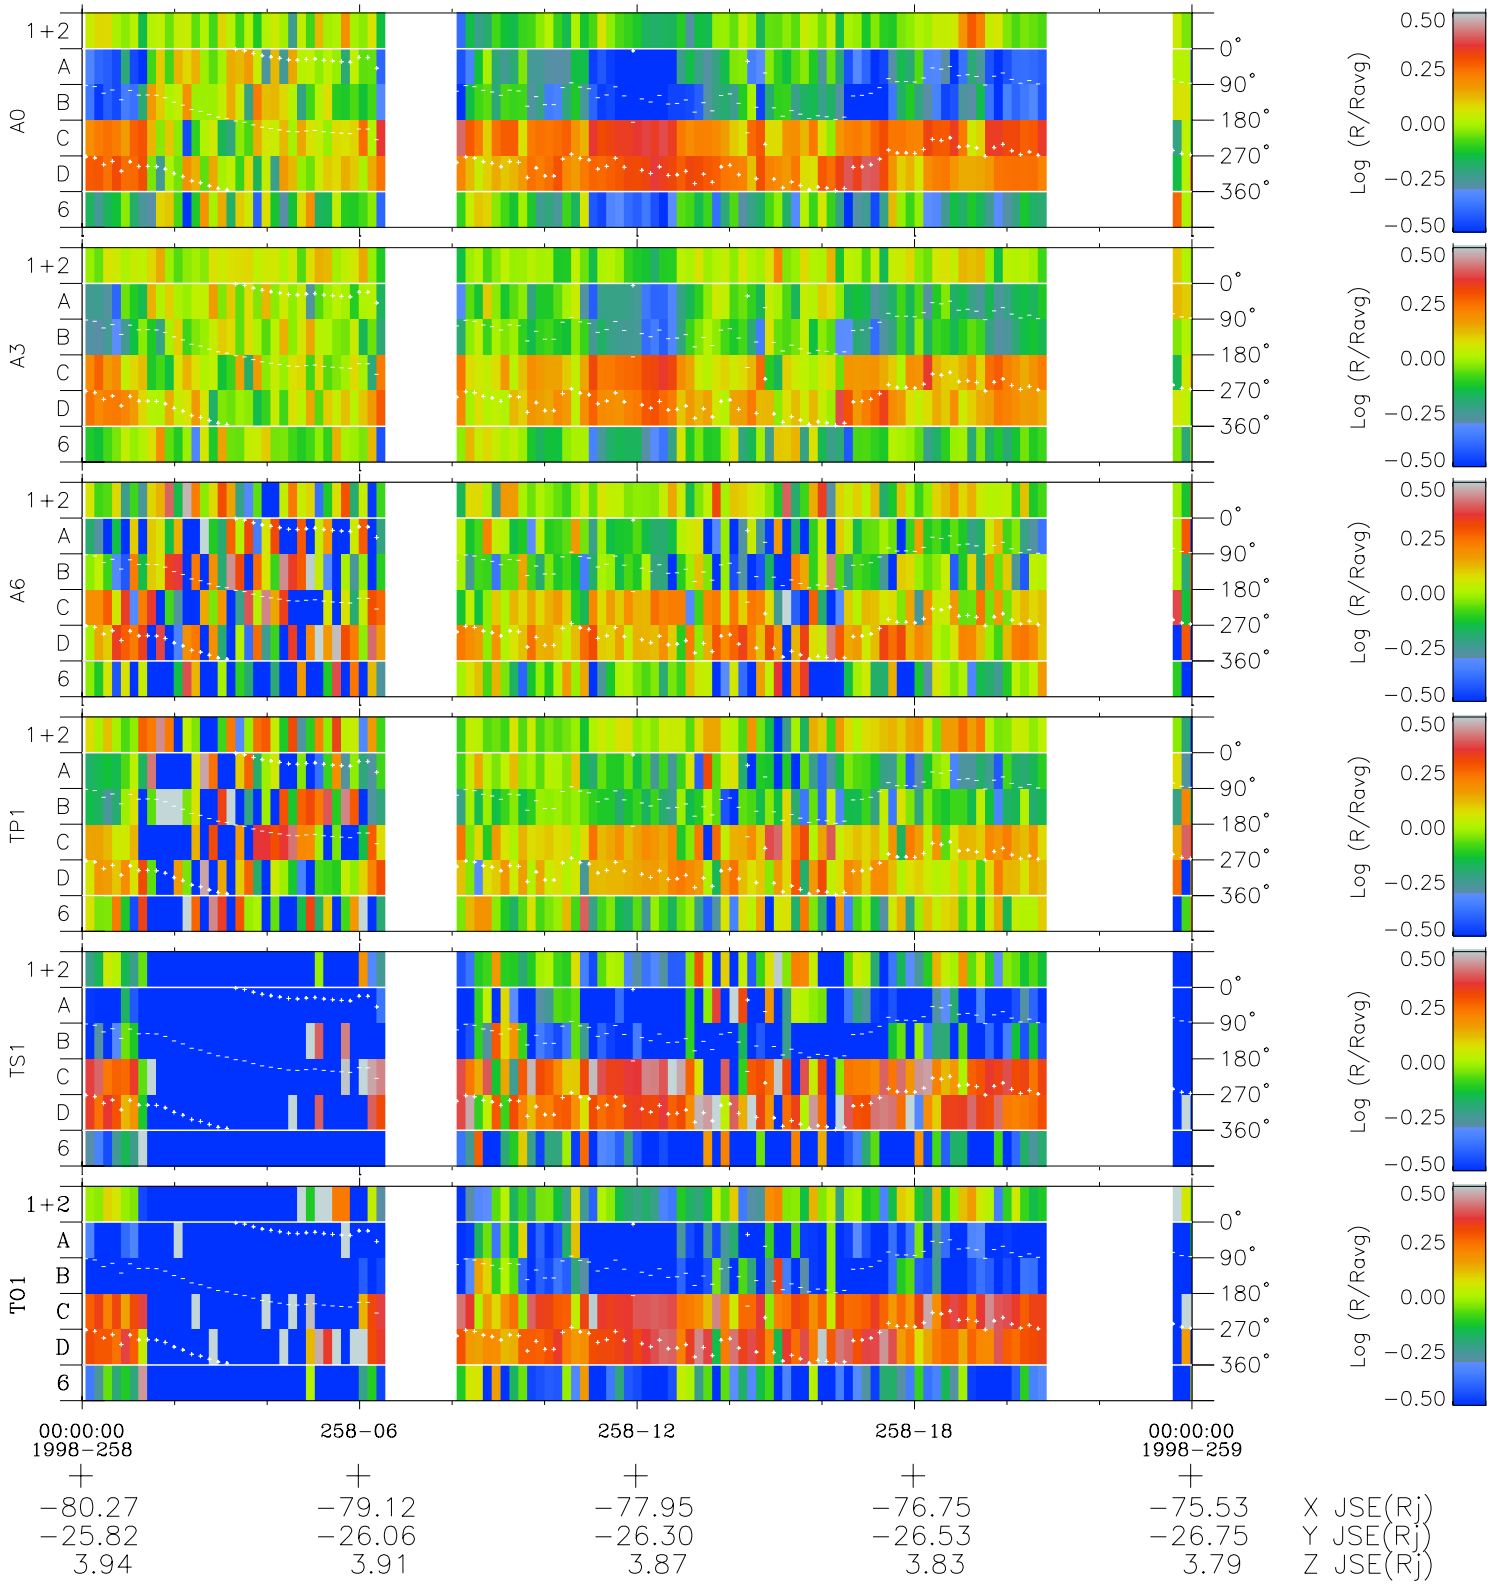 A0
1+2
A
B
C
D
6
0°
90°
180°
270°
360°
Log (R/Ravg)
0.50
0.25
0.00
−0.25
−0.50
A3
1+2
A
B
C
D
6
0°
90°
180°
270°
360°
Log (R/Ravg)
0.50
0.25
0.00
−0.25
−0.50
A6
1+2
A
B
C
D
6
0°
90°
180°
270°
360°
Log (R/Ravg)
0.50
0.25
0.00
−0.25
−0.50
TP1
1+2
A
B
C
D
6
0°
90°
180°
270°
360°
Log (R/Ravg)
0.50
0.25
0.00
−0.25
−0.50
TS1
1+2
A
B
C
D
6
0°
90°
180°
270°
360°
Log (R/Ravg)
0.50
0.25
0.00
−0.25
−0.50
TO1
1+2
A
B
C
D
6
0°
90°
180°
270°
360°
Log (R/Ravg)
0.50
0.25
0.00
−0.25
−0.50
00:00:00 258−06 258−12 258−18 00:00:00
1998−258 1998−259
−80.27 −79.12 −77.95 −76.75 −75.53 X JSE(Rj)
−25.82 −26.06 −26.30 −26.53 −26.75 Y JSE(Rj)
3.94 3.91 3.87 3.83 3.79 Z JSE(Rj)